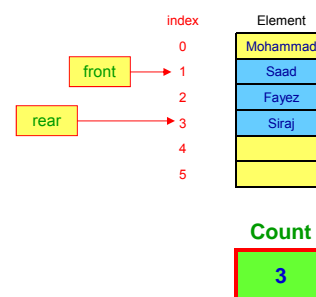 index Element
0 Mohammad
front 1 Saad
2 Fayez
rear 3 Siraj
4
5
Count
3